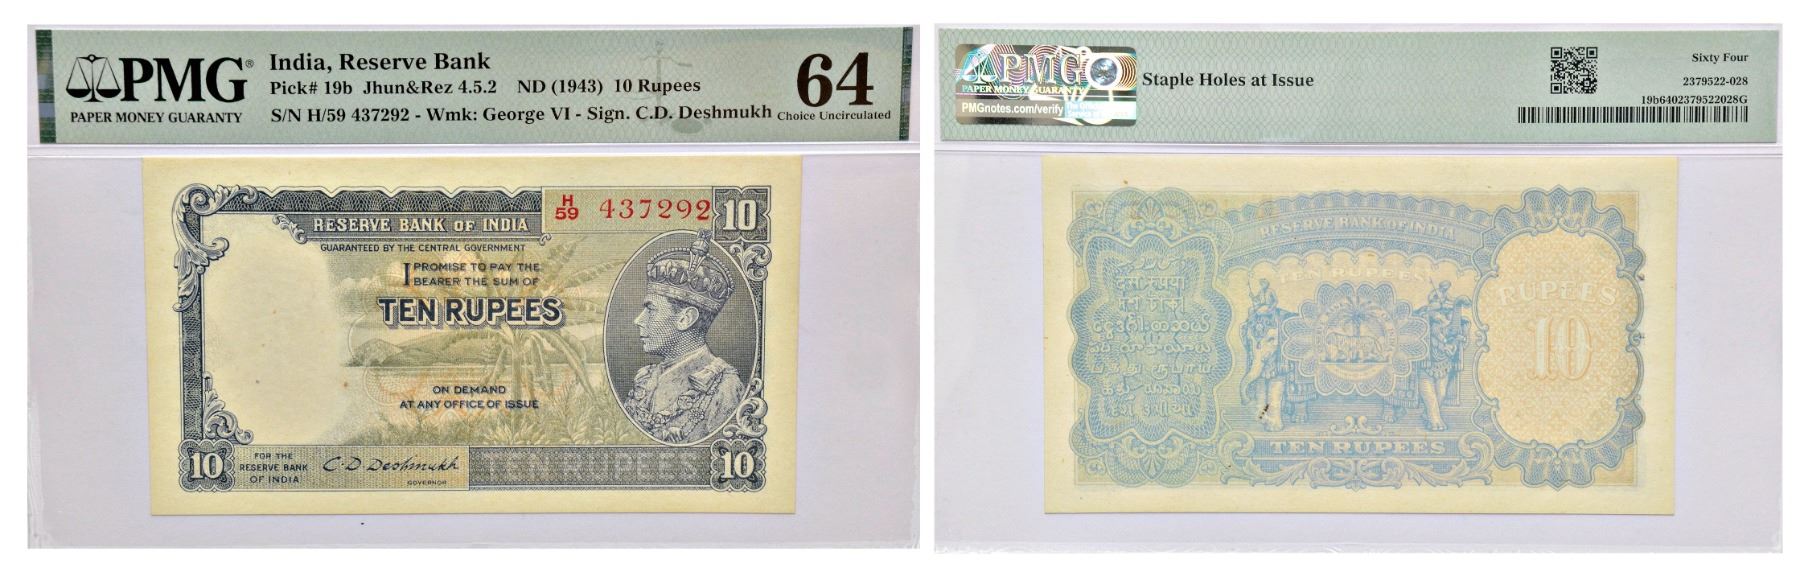 PMG®
PAPER MONEY GUARANTY
India, Reserve Bank
Pick# 19b Jhun&Rez 4.5.2 ND (1943) 10 Rupees
S/N H/59 437292 - Wmk: George VI - Sign. C.D. Deshmukh
64
Choice Uncirculated
H
59 437292
10
RESERVE BANK OF INDIA
GUARANTEED BY THE CENTRAL GOVERNMENT
I PROMISE TO PAY THE
BEARER THE SUM OF
TEN RUPEES
ON DEMAND
AT ANY OFFICE OF ISSUE
10
FOR THE
RESERVE BANK
OF INDIA
C. D. Deshmukh
GOVERNOR
TEN RUPEES
10
PMG
PAPER MONEY GUARANTY
PMGnotes.com/verify
Staple Holes at Issue
Sixty Four
2379522-028
19b6402379522028G
RESERVE BANK OF INDIA
TEN RUPEES
RUPEES
10
TEN RUPEES